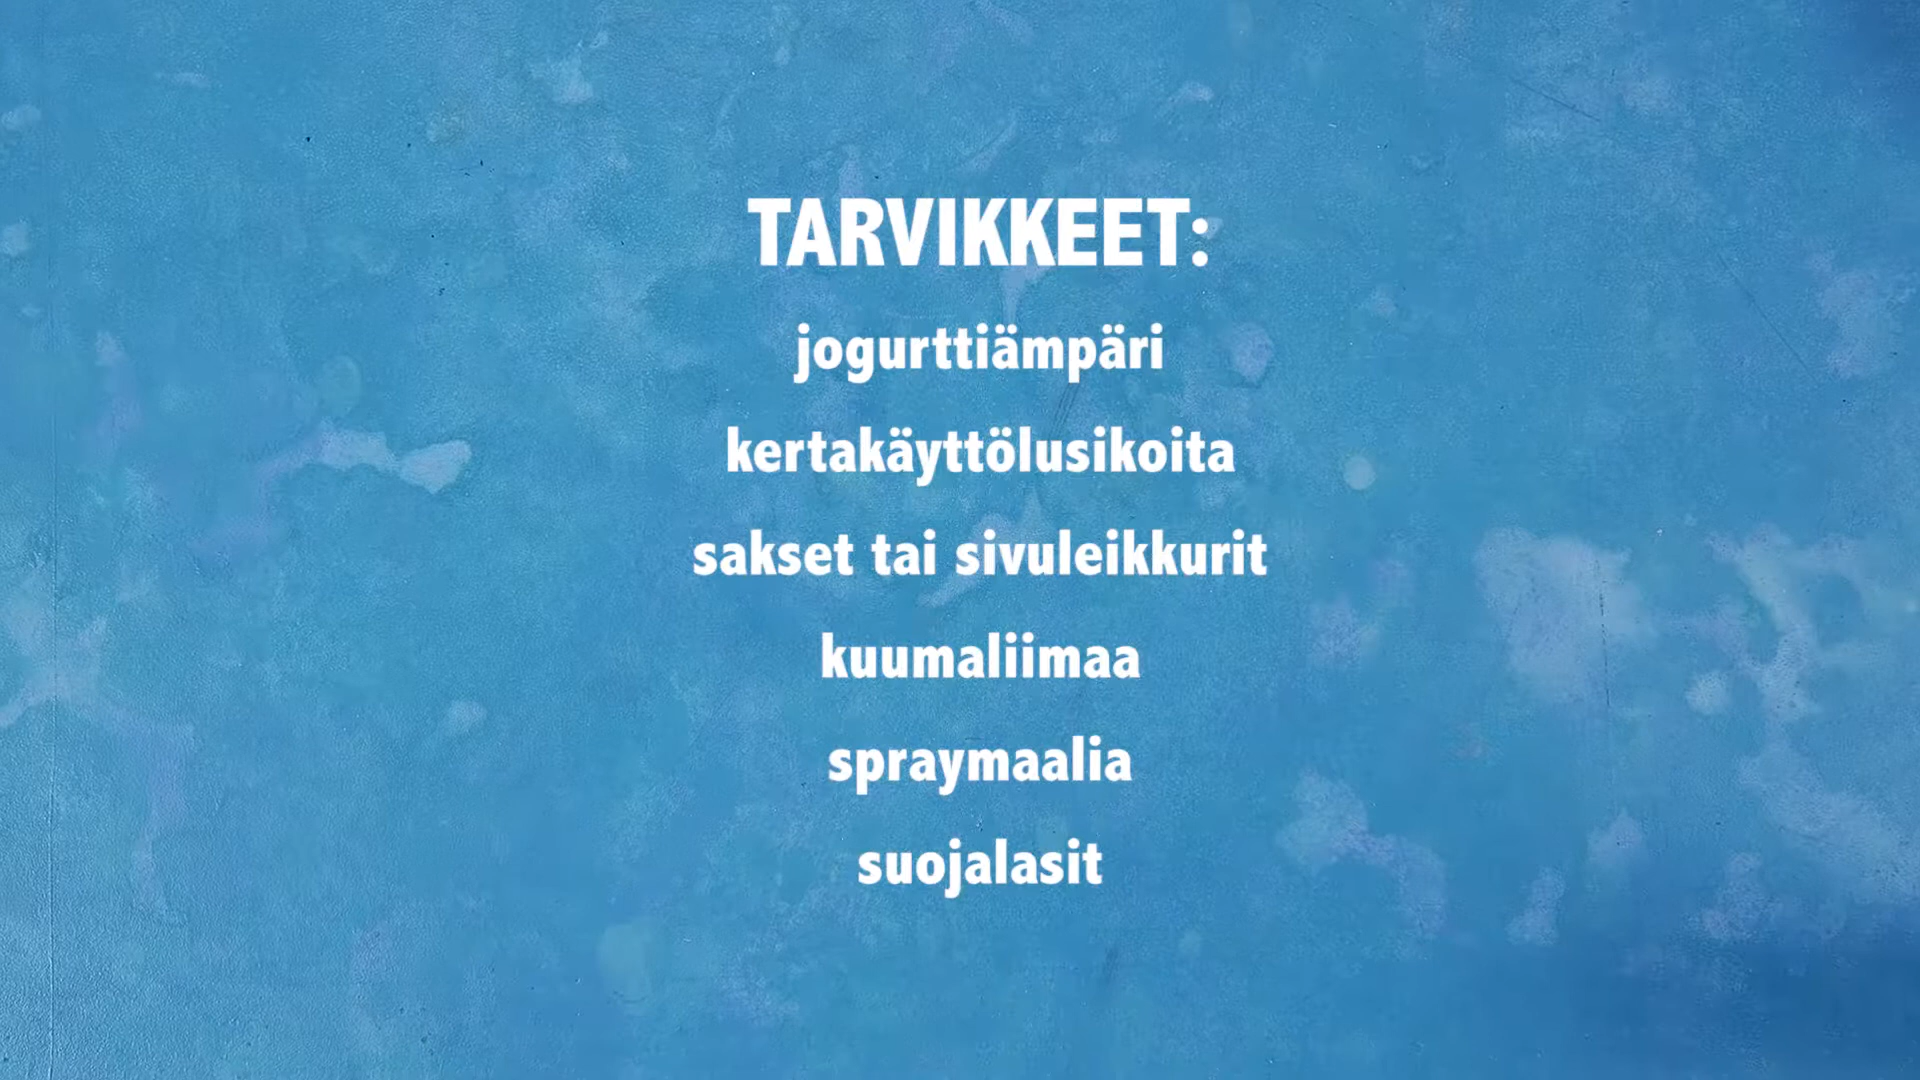 TARVIKKEET:
jogurttiämpäri
kertakäyttölusikoita
sakset tai sivuleikkurit
kuumaliimaa
spraymaalia
suojalasit